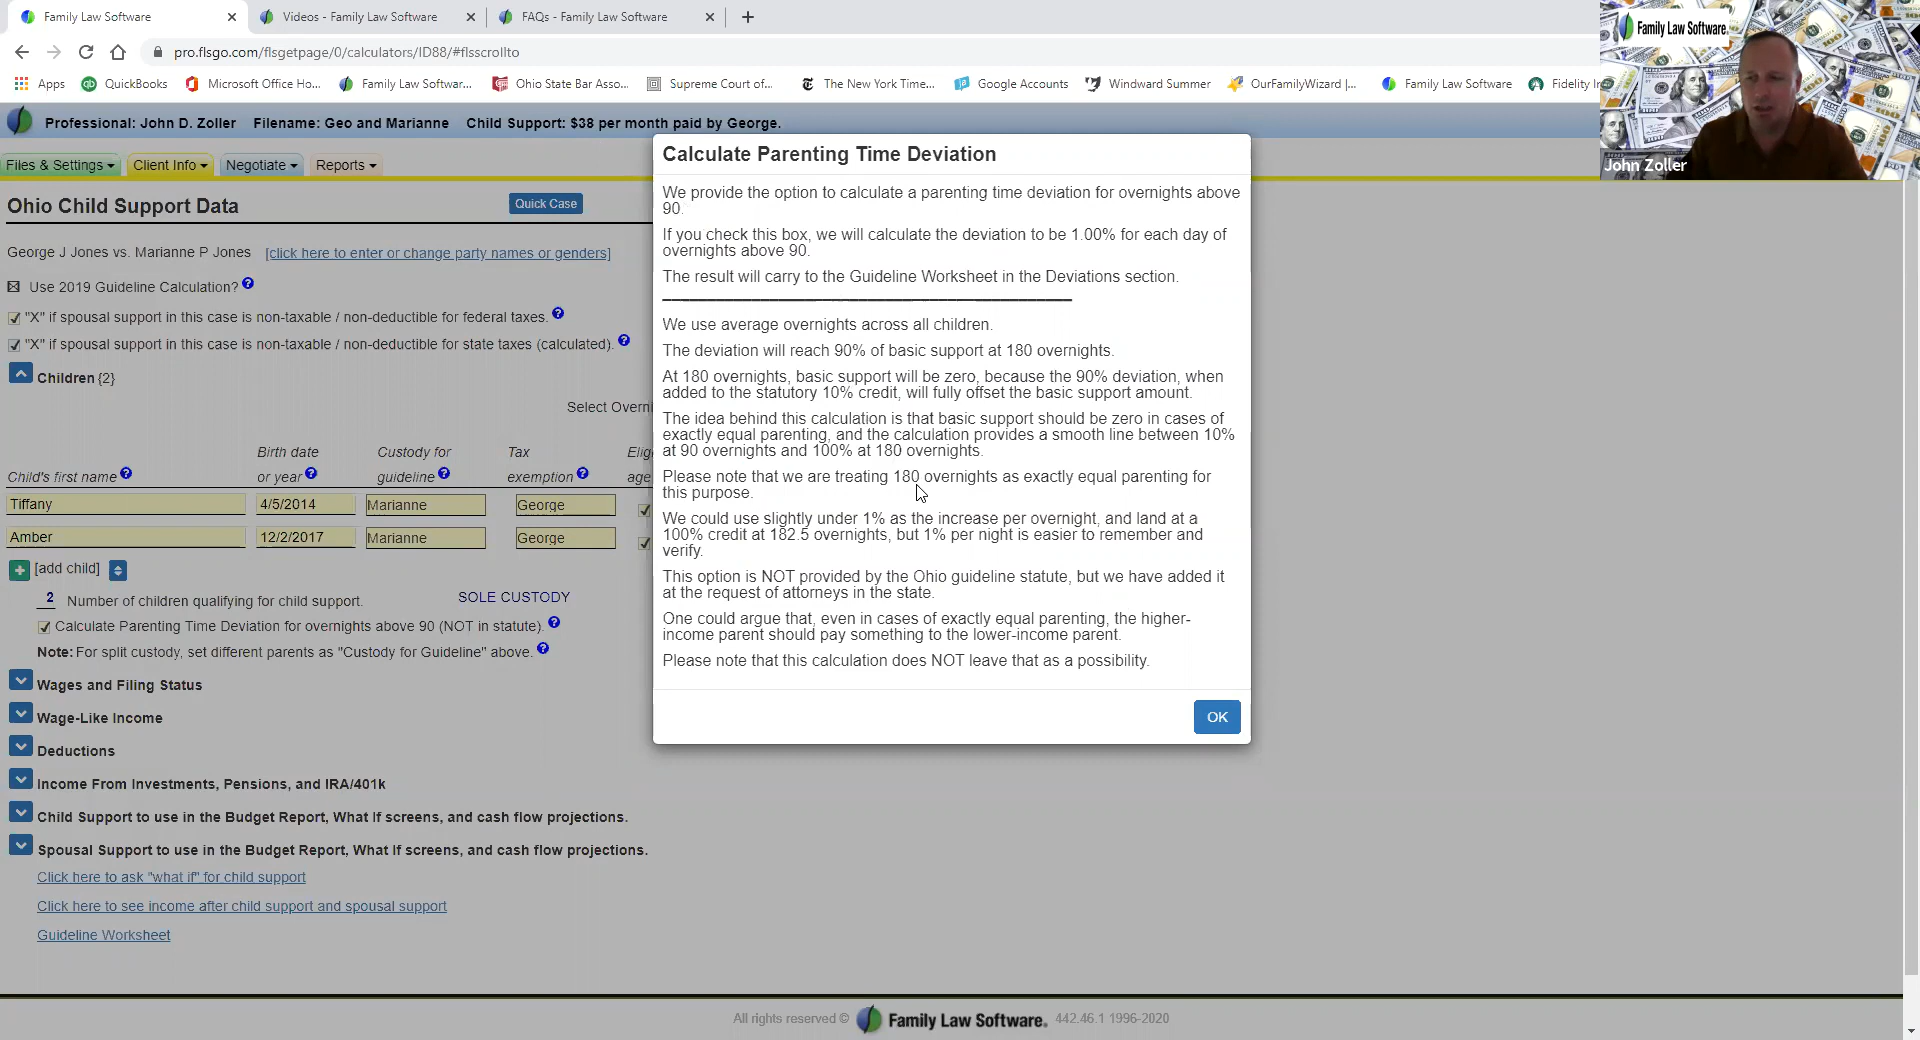 Family Law Software
Videos - Family Law Software
FAQs - Family Law Software
pro.flsgo.com/flsgetpage/0/calculators/ID88/#flsscrollto
Apps
QuickBooks
Microsoft Office Ho...
Family Law Softwar...
Ohio State Bar Asso...
Supreme Court of...
The New York Time...
Google Accounts
Windward Summer
OurFamilyWizard |...
Family Law Software
Fidelity In
Family Law Software.
John Zoller
Professional: John D. Zoller Filename: Geo and Marianne Child Support: $38 per month paid by George.
Files & Settings
Client Info
Negotiate
Reports
Ohio Child Support Data
Quick Case
George J Jones vs. Marianne P Jones [click here to enter or change party names or genders]
Use 2019 Guideline Calculation?
"X" if spousal support in this case is non-taxable / non-deductible for federal taxes.
"X" if spousal support in this case is non-taxable / non-deductible for state taxes (calculated).
Children {2}
Select Overni
Birth date Custody for Tax Elig
Child's first name or year guideline exemption age
Tiffany 4/5/2014 Marianne George
Amber 12/2/2017 Marianne George
[add child]
2 Number of children qualifying for child support. SOLE CUSTODY
Calculate Parenting Time Deviation for overnights above 90 (NOT in statute).
Note: For split custody, set different parents as "Custody for Guideline" above.
Wages and Filing Status
Wage-Like Income
Deductions
Income From Investments, Pensions, and IRA/401k
Child Support to use in the Budget Report, What If screens, and cash flow projections.
Spousal Support to use in the Budget Report, What If screens, and cash flow projections.
Click here to ask "what if" for child support
Click here to see income after child support and spousal support
Guideline Worksheet
Calculate Parenting Time Deviation
We provide the option to calculate a parenting time deviation for overnights above
90.
If you check this box, we will calculate the deviation to be 1.00% for each day of
overnights above 90.
The result will carry to the Guideline Worksheet in the Deviations section.
We use average overnights across all children.
The deviation will reach 90% of basic support at 180 overnights.
At 180 overnights, basic support will be zero, because the 90% deviation, when
added to the statutory 10% credit, will fully offset the basic support amount.
The idea behind this calculation is that basic support should be zero in cases of
exactly equal parenting, and the calculation provides a smooth line between 10%
at 90 overnights and 100% at 180 overnights.
Please note that we are treating 180 overnights as exactly equal parenting for
this purpose.
We could use slightly under 1% as the increase per overnight, and land at a
100% credit at 182.5 overnights, but 1% per night is easier to remember and
verify.
This option is NOT provided by the Ohio guideline statute, but we have added it
at the request of attorneys in the state.
One could argue that, even in cases of exactly equal parenting, the higher-
income parent should pay something to the lower-income parent.
Please note that this calculation does NOT leave that as a possibility.
OK
All rights reserved © Family Law Software. 442.46.1 1996-2020